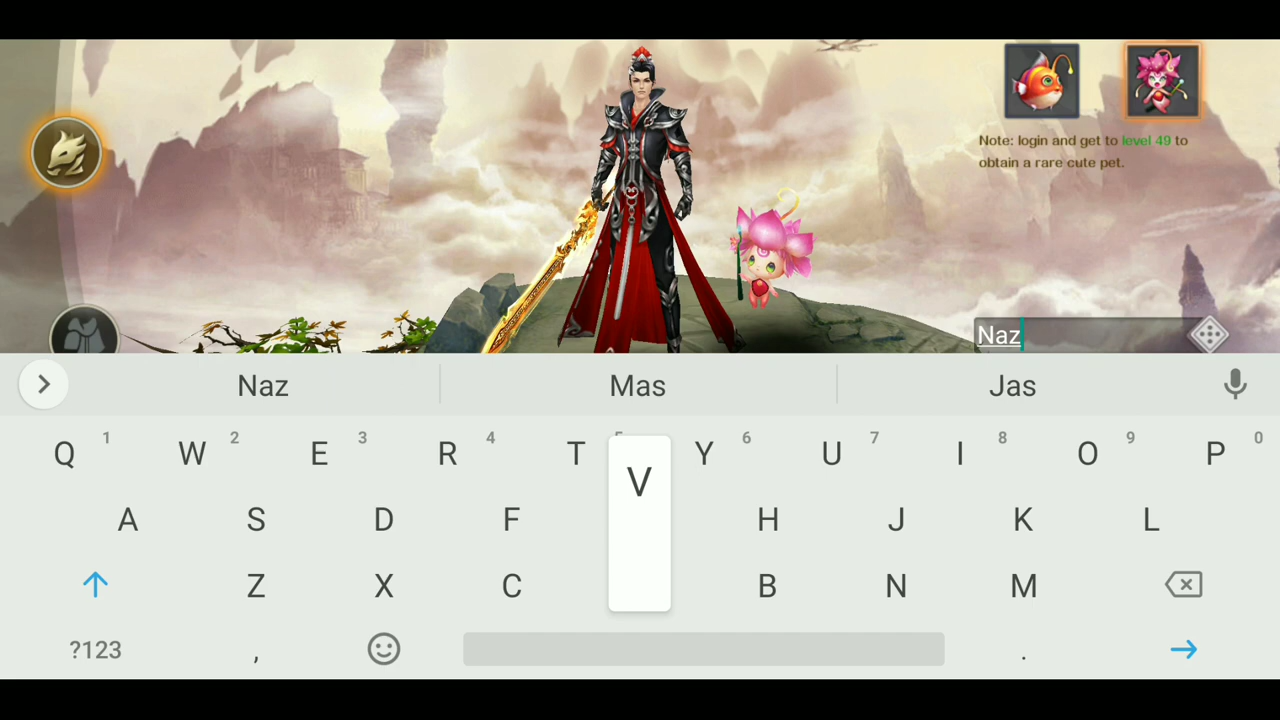 Note: login and get to level 49 to
obtain a rare cute pet.
Naz
Naz Mas Jas
Q 1 W 2 E 3 R 4 T Y 6 U 7 I 8 O 9 P 0
A S D F V H J K L
Z X C B N M
?123 , .